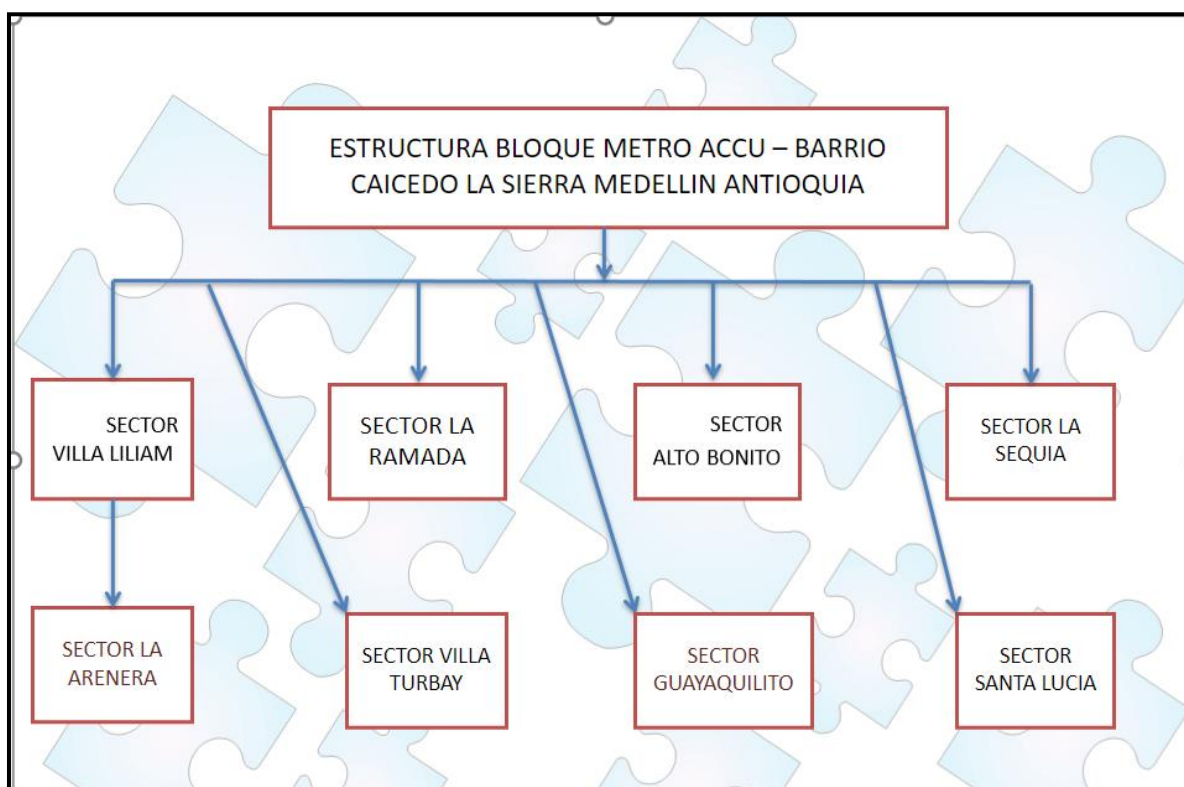 ESTRUCTURA BLOQUE METRO ACCU – BARRIO
CAICEDO LA SIERRA MEDELLIN ANTIOQUIA
SECTOR
VILLA LILIAM
SECTOR LA
RAMADA
SECTOR
ALTO BONITO
SECTOR LA
SEQUIA
SECTOR LA
ARENERA
SECTOR VILLA
TURBAY
SECTOR
GUAYAQUILITO
SECTOR
SANTA LUCIA